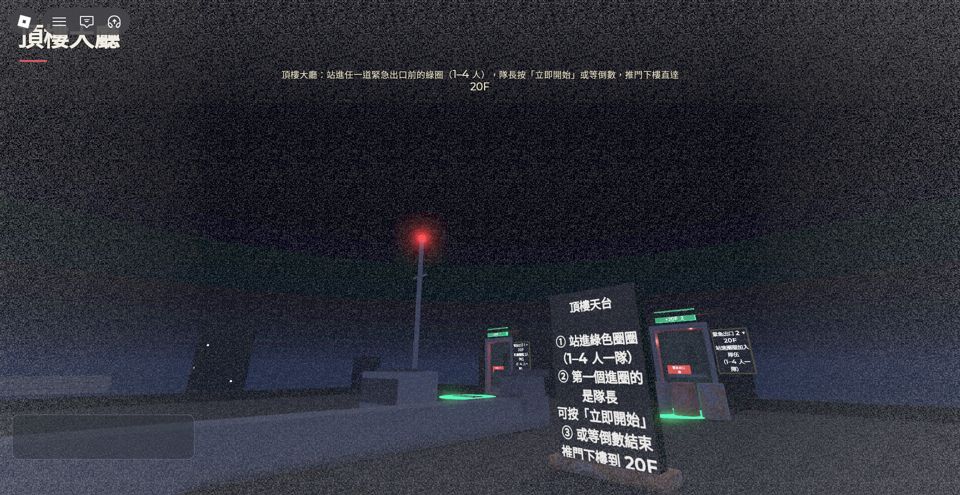 頂樓大廳
頂樓大廳：站進任一道緊急出口前的綠圈（1–4 人），隊長按「立即開始」或等倒數，推門下樓直達
20F
頂樓天台
① 站進綠色圈圈
（1–4 人一隊）
② 第一個進圈的
是隊長
可按「立即開始」
③ 或等倒數結束
推門下樓到 20F
緊急出口 2
20F
站進圈圈加入
隊伍
（1–4 人一
隊）